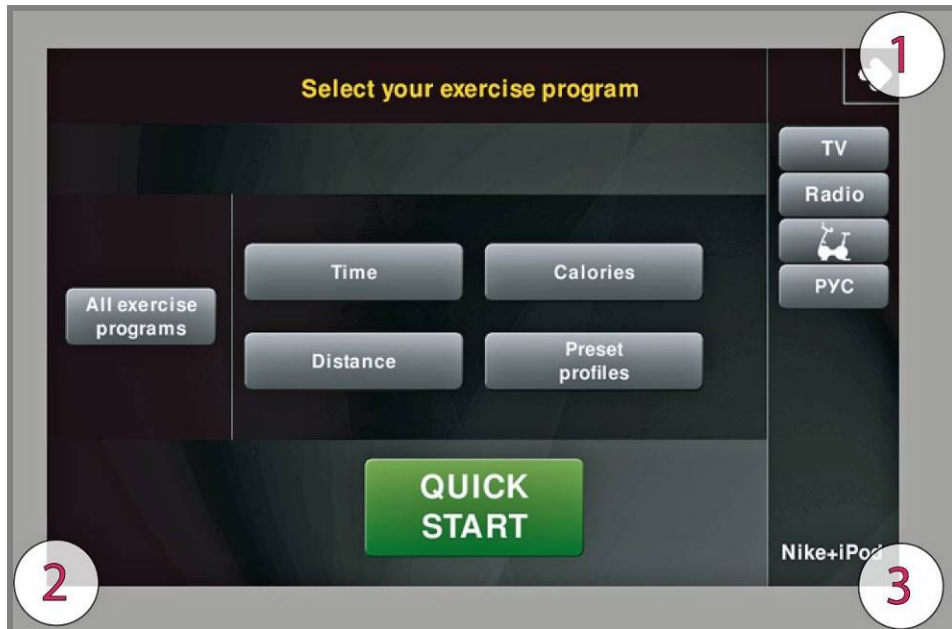 1
Select your exercise program
TV
Radio
РУС
Time
Calories
All exercise
programs
Distance
Preset
profiles
QUICK
START
Nike+iPod
2
3